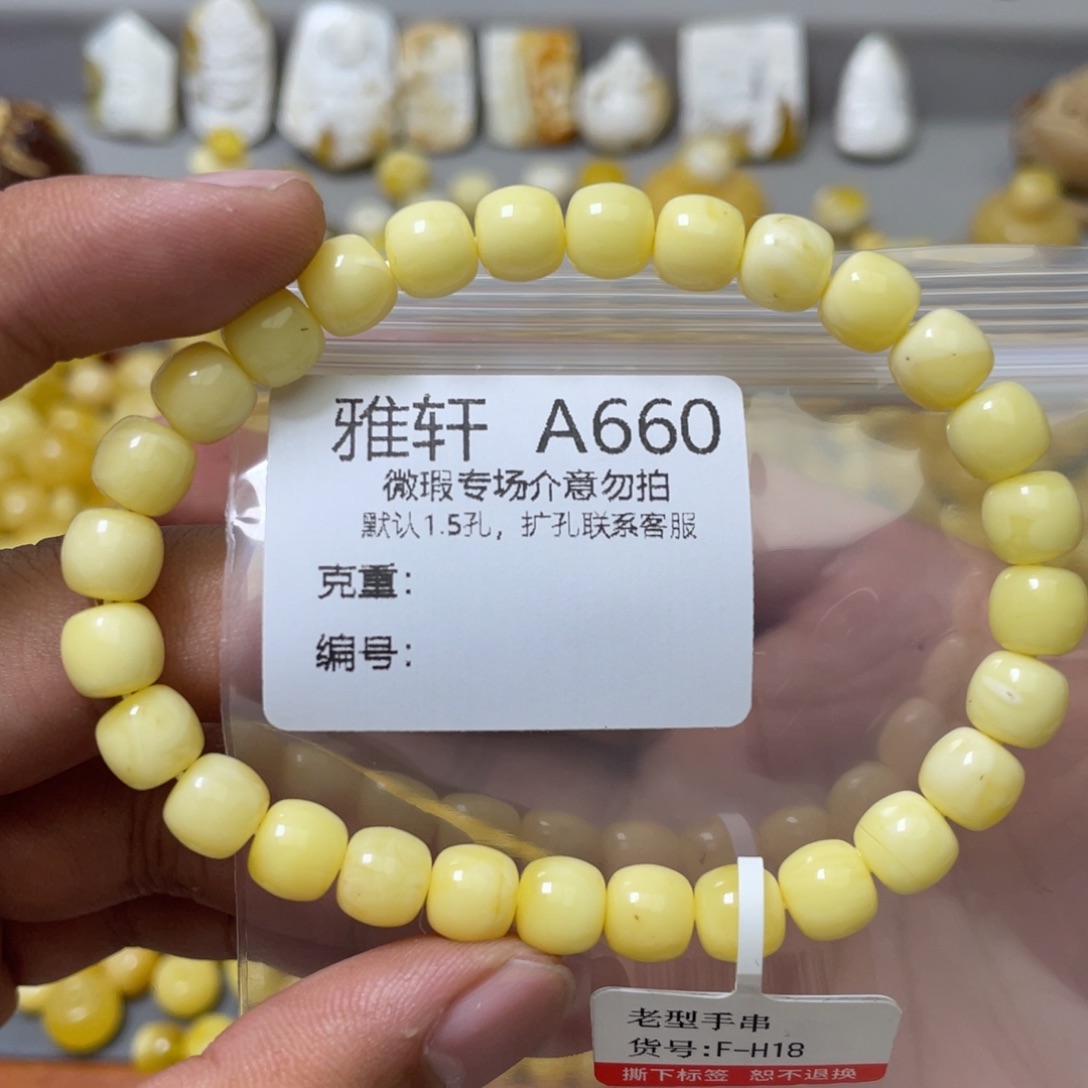 雅轩 A660
微瑕专场介意勿拍
默认1.5孔，扩孔联系客服
克重：
编号：
老型手串
货号:F-H18
撕下标签 恕不退换